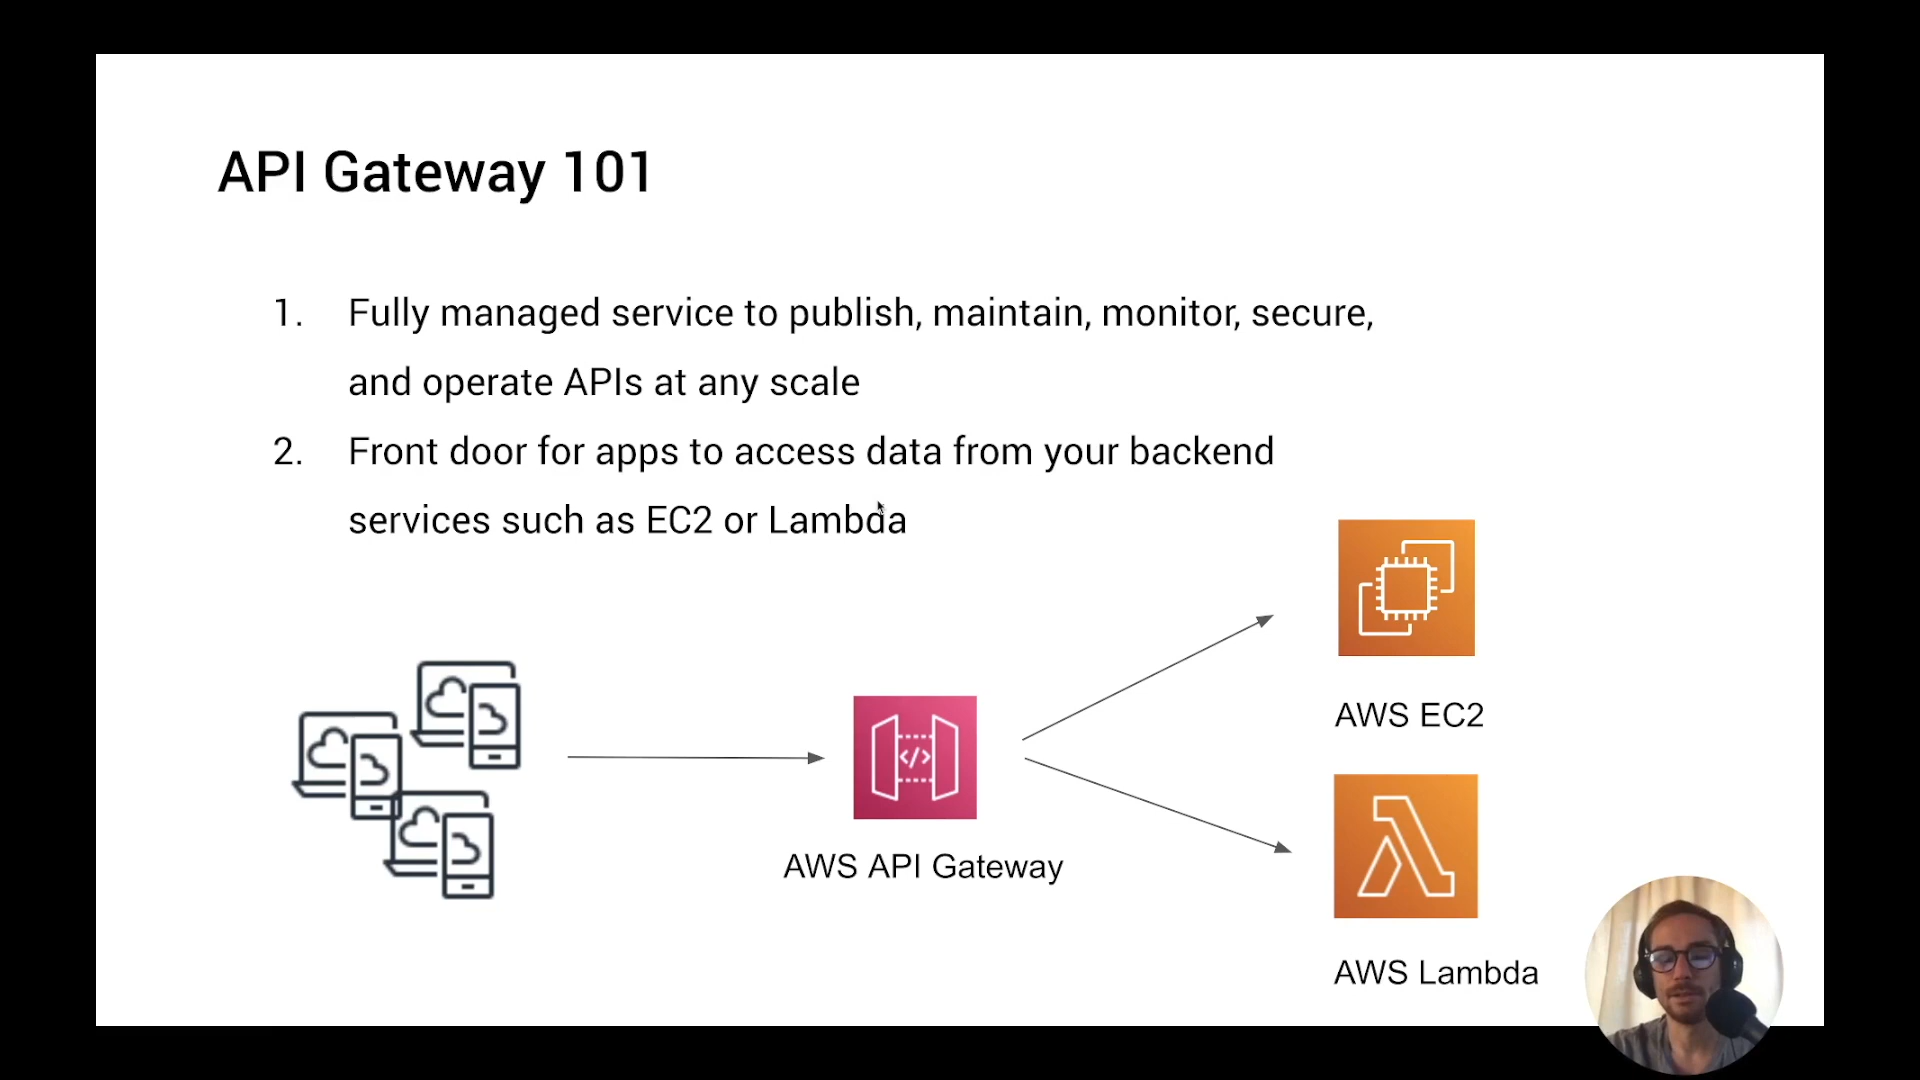 API Gateway 101
1. Fully managed service to publish, maintain, monitor, secure,
and operate APIs at any scale
2. Front door for apps to access data from your backend
services such as EC2 or Lambda
</>
AWS API Gateway
AWS EC2
AWS Lambda